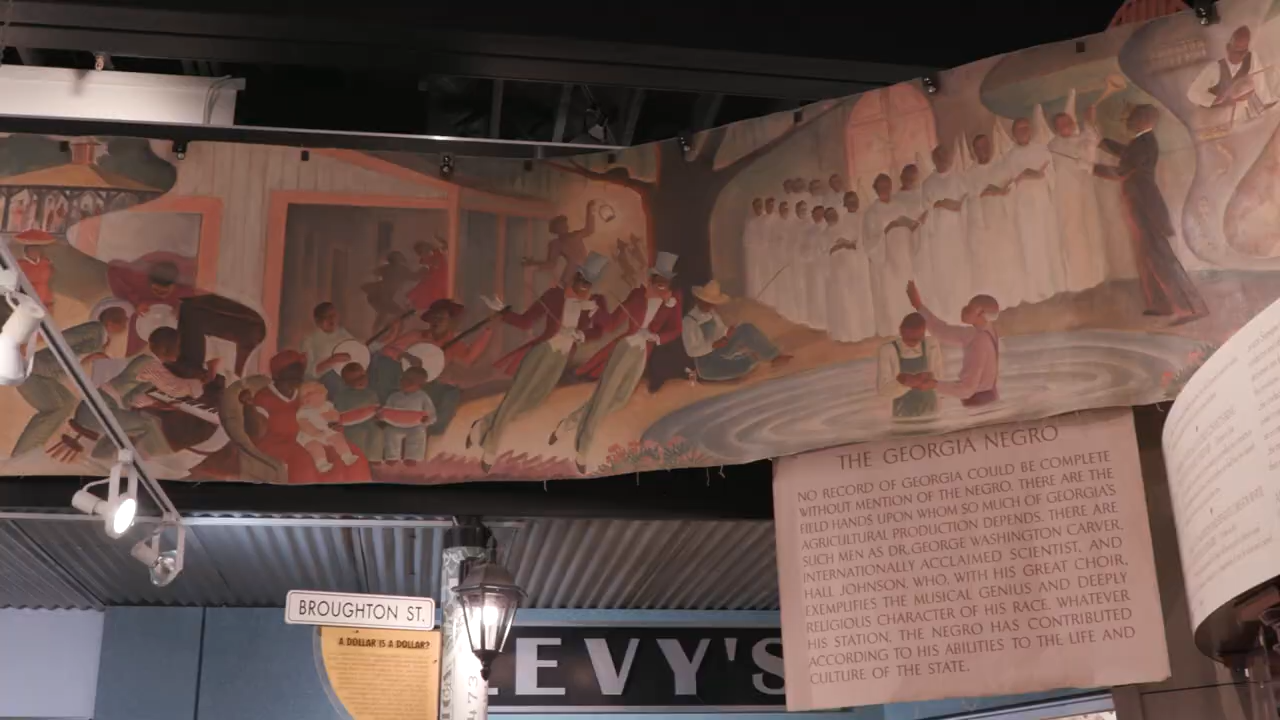 THE GEORGIA NEGRO
NO RECORD OF GEORGIA COULD BE COMPLETE
WITHOUT MENTION OF THE NEGRO. THERE ARE THE
FIELD HANDS UPON WHOM SO MUCH OF GEORGIA'S
AGRICULTURAL PRODUCTION DEPENDS. THERE ARE
SUCH MEN AS DR. GEORGE WASHINGTON CARVER,
INTERNATIONALLY ACCLAIMED SCIENTIST, AND
HALL JOHNSON, WHO, WITH HIS GREAT CHOIR,
EXEMPLIFIES THE MUSICAL GENIUS AND DEEPLY
RELIGIOUS CHARACTER OF HIS RACE. WHATEVER
HIS STATION, THE NEGRO HAS CONTRIBUTED
ACCORDING TO HIS ABILITIES TO THE LIFE AND
CULTURE OF THE STATE.
BROUGHTON ST.
A DOLLAR IS A DOLLAR?
LEVY'S
473